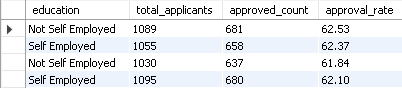 education total_applicants approved_count approval_rate
Not Self Employed 1089 681 62.53
Self Employed 1055 658 62.37
Not Self Employed 1030 637 61.84
Self Employed 1095 680 62.10